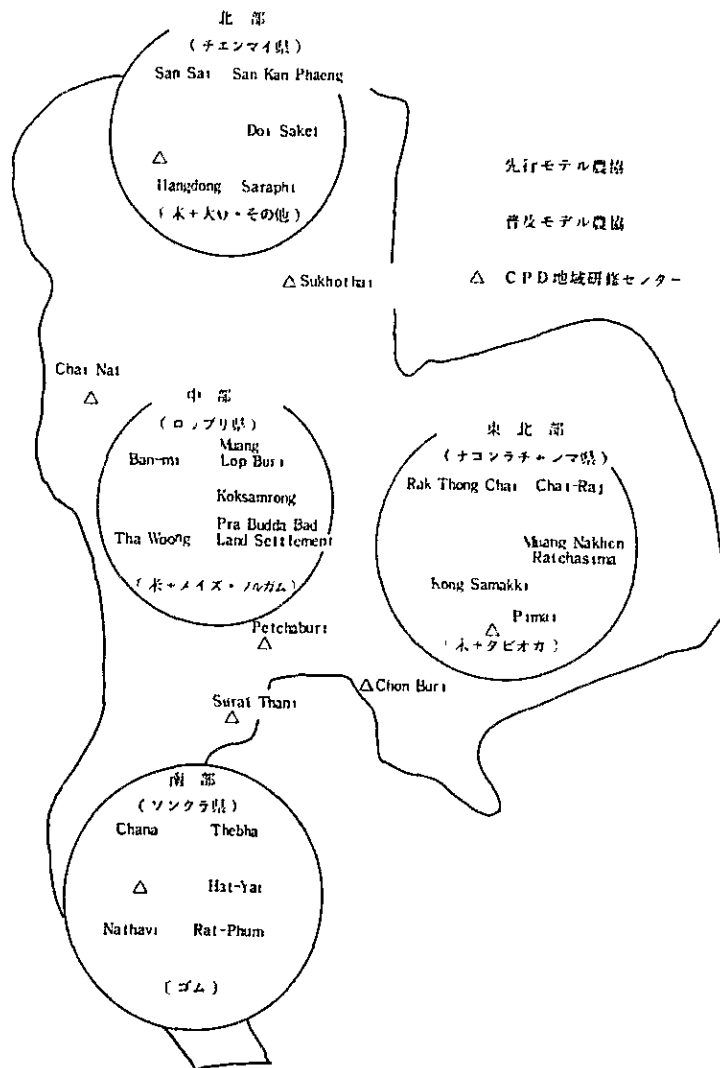 北部
(チェンマイ県)
San Sai San Kan Phaeng
Doi Saket
△
Hangdong Saraphi
(米+大豆・その他)
先行モデル農協
普及モデル農協
△ CPD地域研修センター
△ Sukhothai
Chai Nat
△
中部
(ロップリ県)
Ban-mi Muang
Lop Buri
Koksamrong
Tha Woong Pra Budda Bad
Land Settlement
(米+メイズ・ソルガム)
東北部
(ナコンラチャシマ県)
Rak Thong Chai Chai-Raj
Muang Nakhon
Ratchasima
Kong Samakki
Pimai
△
(米+タピオカ)
Petchaburi
△
△ Chon Buri
Surat Thani
△
南部
(ソンクラ県)
Chana Thebha
△ Hat-Yai
Nathavi Rat-Phum
〔ゴム〕